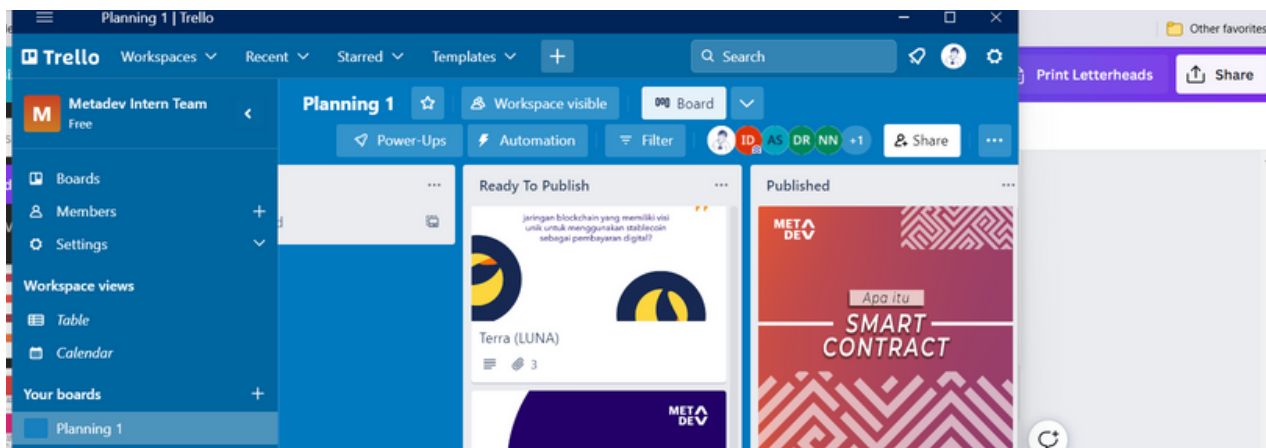 Planning 1 | Trello
Other favorites
Trello Workspaces Recent Starred Templates + Search
Print Letterheads Share
M Metadev Intern Team
Free
Planning 1 Workspace visible Board
Power-Ups Automation Filter ID AS DR NN +1 Share
Boards
Members +
Settings
Workspace views
Table
Calendar
Your boards +
Planning 1
Ready To Publish
jaringan blockchain yang memiliki visi
unik untuk menggunakan stablecoin
sebagai pembayaran digital?
Terra (LUNA)
3
META
DEV
Published
META
DEV
Apa itu
SMART
CONTRACT